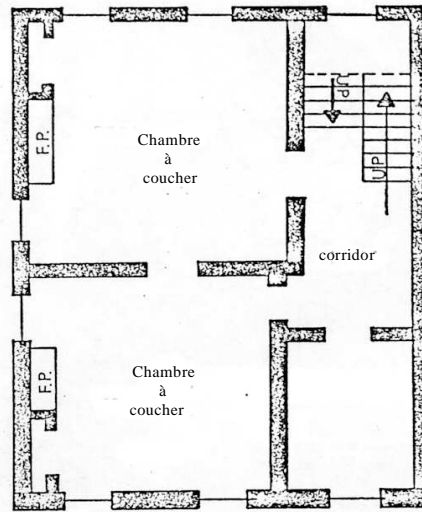 UP
UP
F.P.
Chambre
à
coucher
corridor
F.P.
Chambre
à
coucher